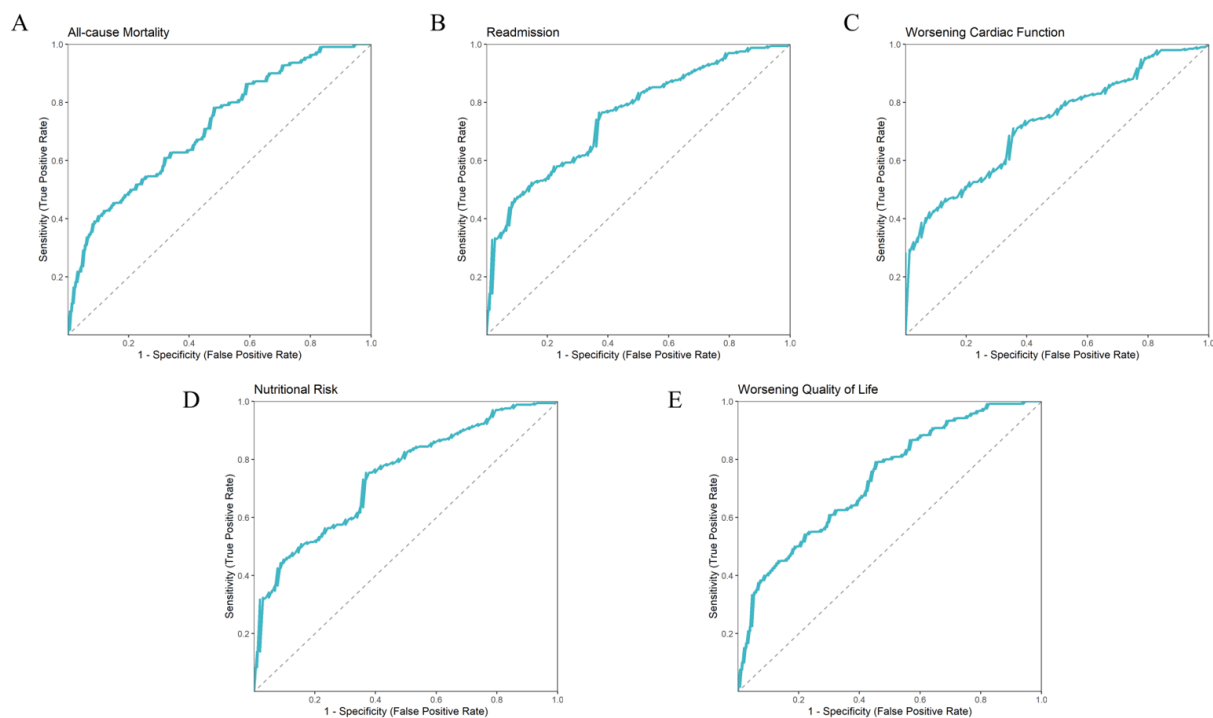 A
All-cause Mortality
Sensitivity (True Positive Rate)
1.0
0.8
0.6
0.4
0.2
0.2
0.4
0.6
0.8
1.0
1 - Specificity (False Positive Rate)
B
Readmission
Sensitivity (True Positive Rate)
1.0
0.8
0.6
0.4
0.2
0.2
0.4
0.6
0.8
1.0
1 - Specificity (False Positive Rate)
C
Worsening Cardiac Function
Sensitivity (True Positive Rate)
1.0
0.8
0.6
0.4
0.2
0.2
0.4
0.6
0.8
1.0
1 - Specificity (False Positive Rate)
D
Nutritional Risk
Sensitivity (True Positive Rate)
1.0
0.8
0.6
0.4
0.2
0.2
0.4
0.6
0.8
1.0
1 - Specificity (False Positive Rate)
E
Worsening Quality of Life
Sensitivity (True Positive Rate)
1.0
0.8
0.6
0.4
0.2
0.2
0.4
0.6
0.8
1.0
1 - Specificity (False Positive Rate)